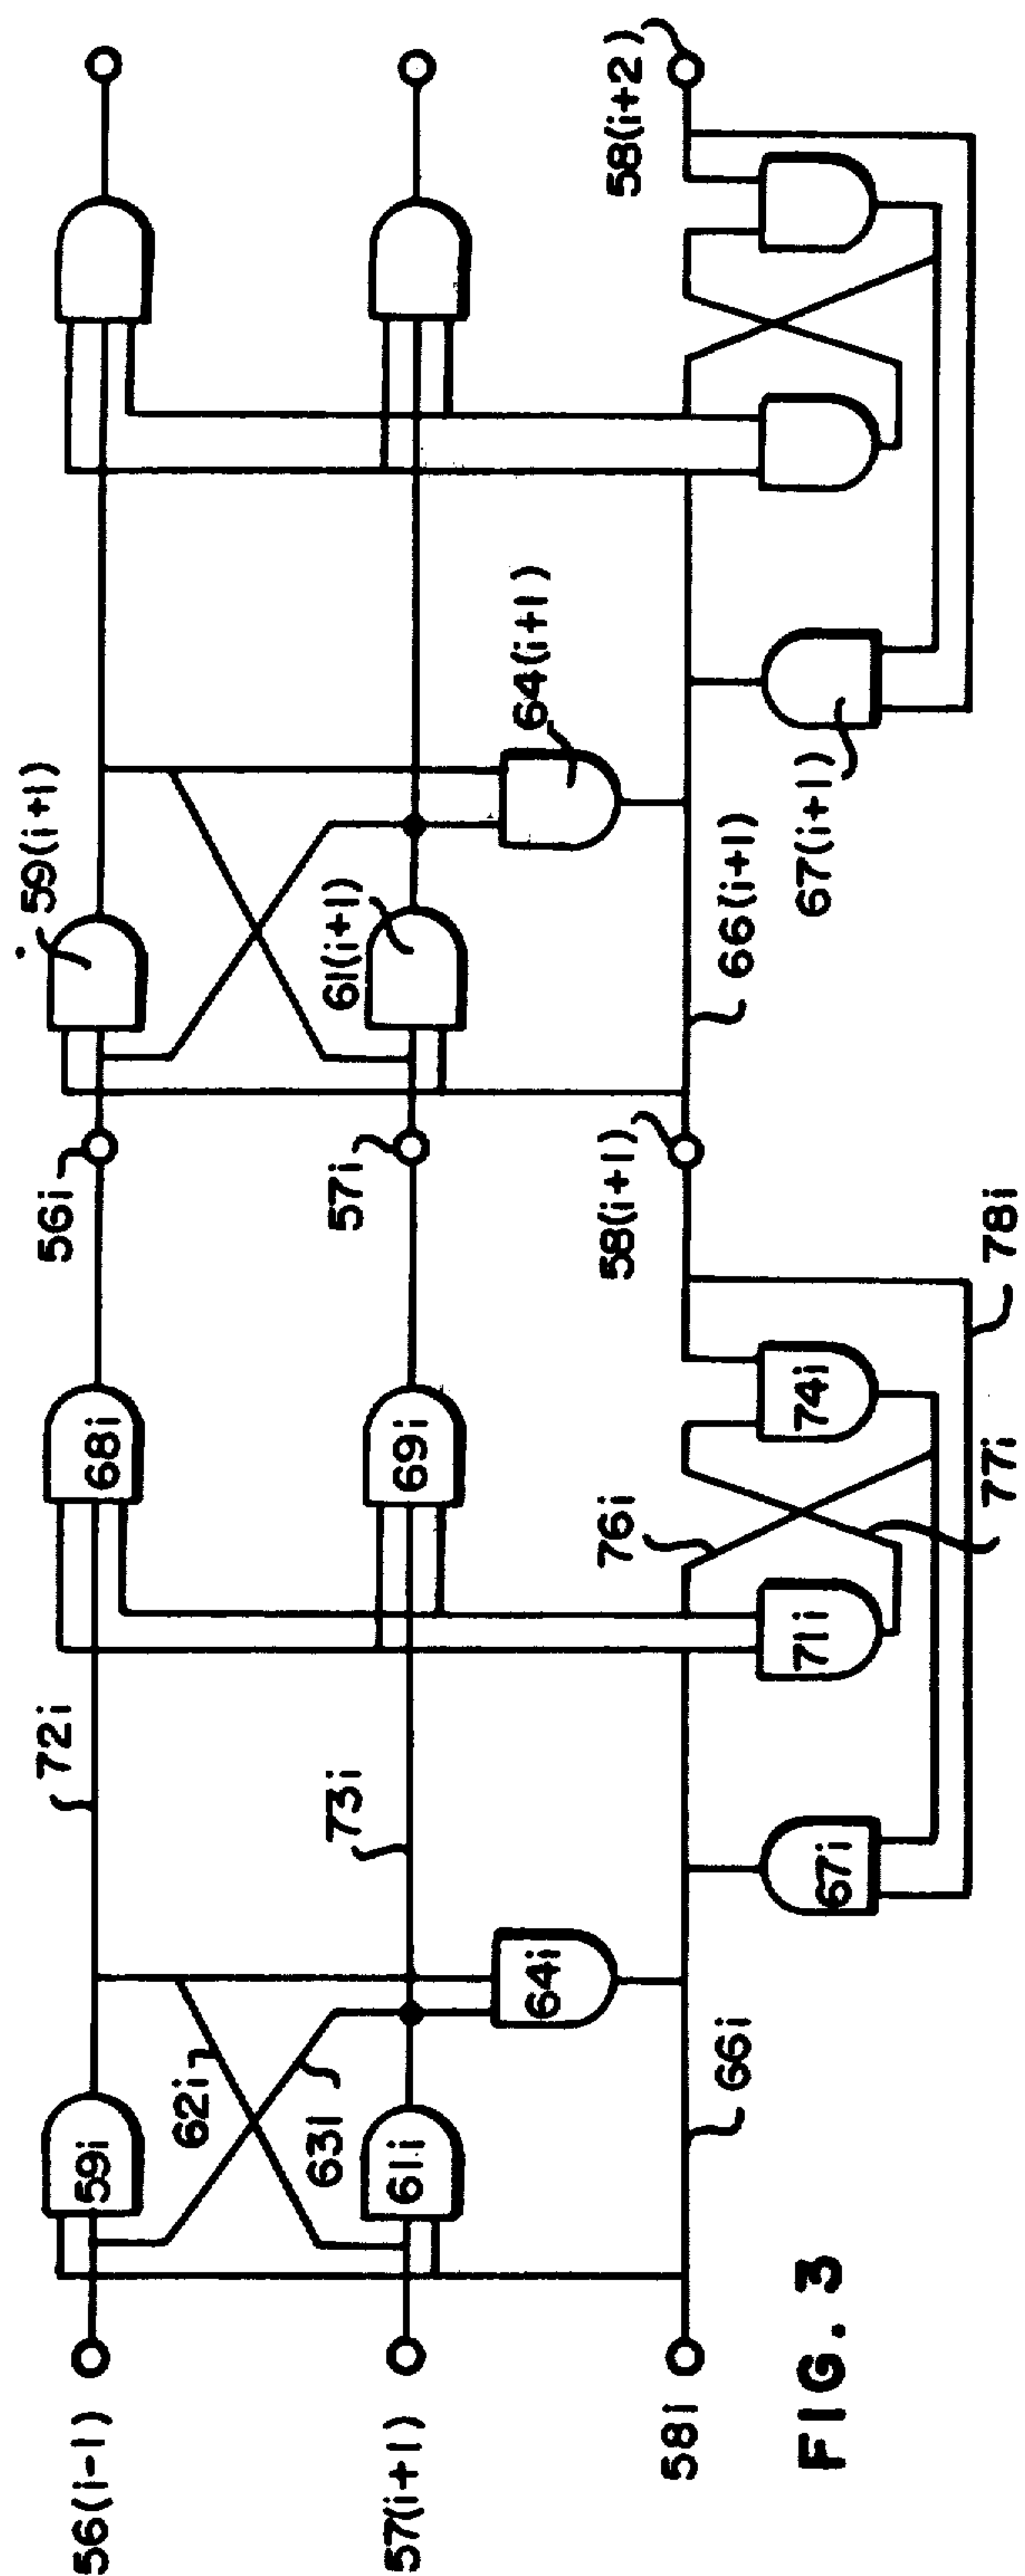 56(i-1)
59i
72i
68i
56i
59(i+1)
62i
63i
57(i+1)
61i
73i
69i
57i
61(i+1)
64i
64(i+1)
58i
66i
76i
58(i+1)
66(i+1)
58(i+2)
67i
71i
74i
67(i+1)
77i
78i
FIG. 3